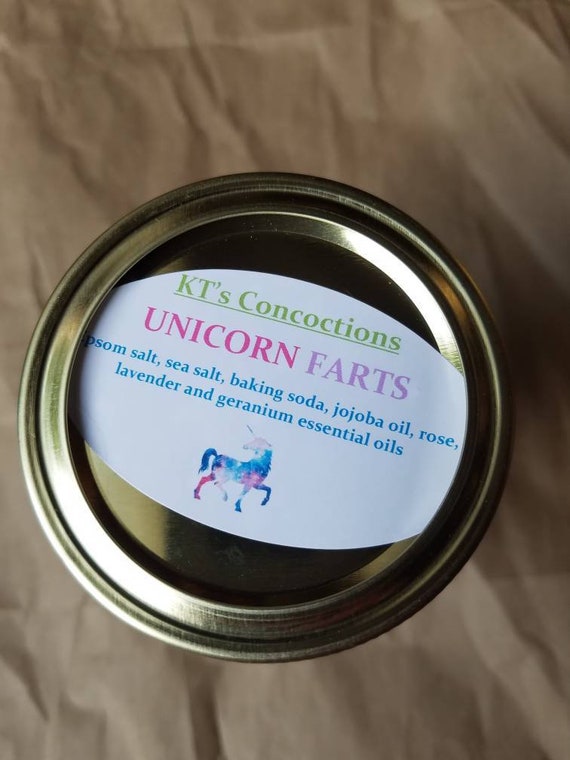 KT's Concoctions
UNICORN FARTS
psom salt, sea salt, baking soda, jojoba oil, rose,
lavender and geranium essential oils